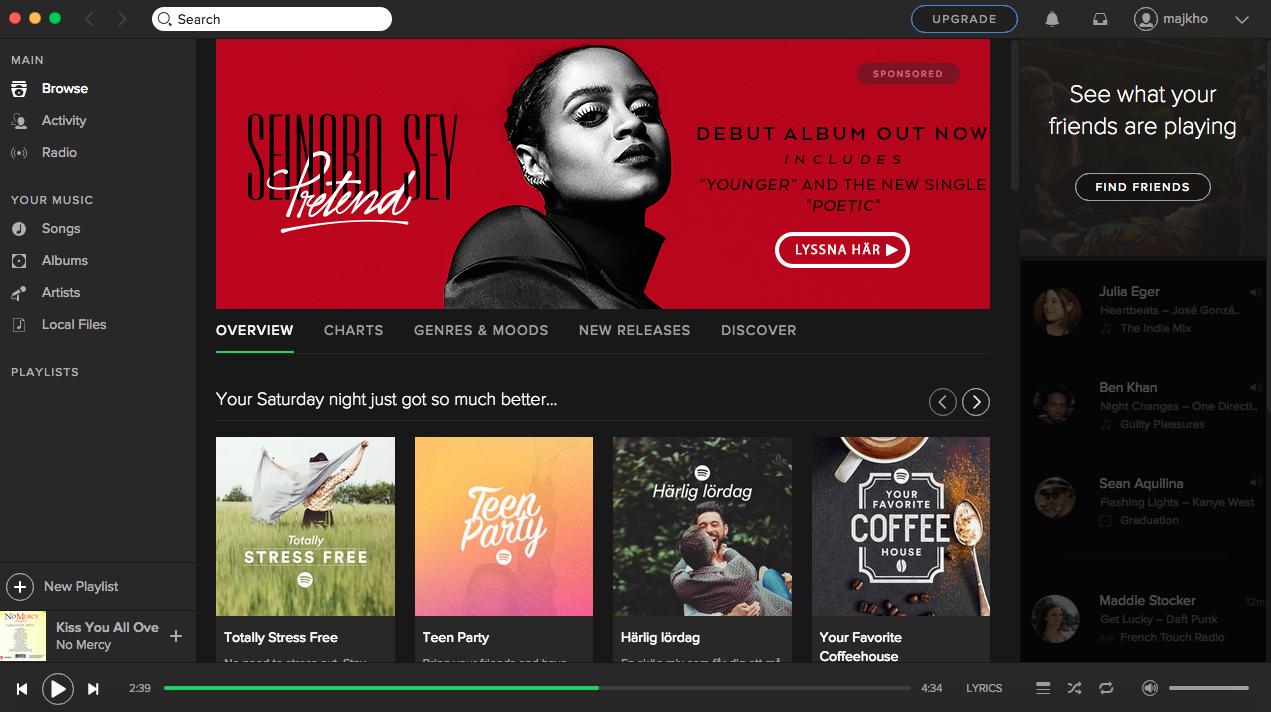 Search
UPGRADE
majkho
MAIN
Browse
Activity
Radio
YOUR MUSIC
Songs
Albums
Artists
Local Files
PLAYLISTS
New Playlist
NO MERCY
Kiss You All Ove
No Mercy
SPONSORED
SEINABO SEY
Pretend
DEBUT ALBUM OUT NOW
INCLUDES
"YOUNGER" AND THE NEW SINGLE
"POETIC"
LYSSNA HÄR
OVERVIEW
CHARTS
GENRES & MOODS
NEW RELEASES
DISCOVER
Your Saturday night just got so much better...
Totally
STRESS FREE
Teen
Party
Härlig lördag
YOUR
FAVORITE
COFFEE
HOUSE
Totally Stress Free
Teen Party
Härlig lördag
Your Favorite
Coffeehouse
See what your
friends are playing
FIND FRIENDS
Julia Eger
Heartbeats – José Gonzá..
The Indie Mix
Ben Khan
Night Changes – One Directi..
Guilty Pleasures
Sean Aquilina
Flashing Lights – Kanye West
Graduation
Maddie Stocker
12m
Get Lucky – Daft Punk
French Touch Radio
2:39
4:34
LYRICS